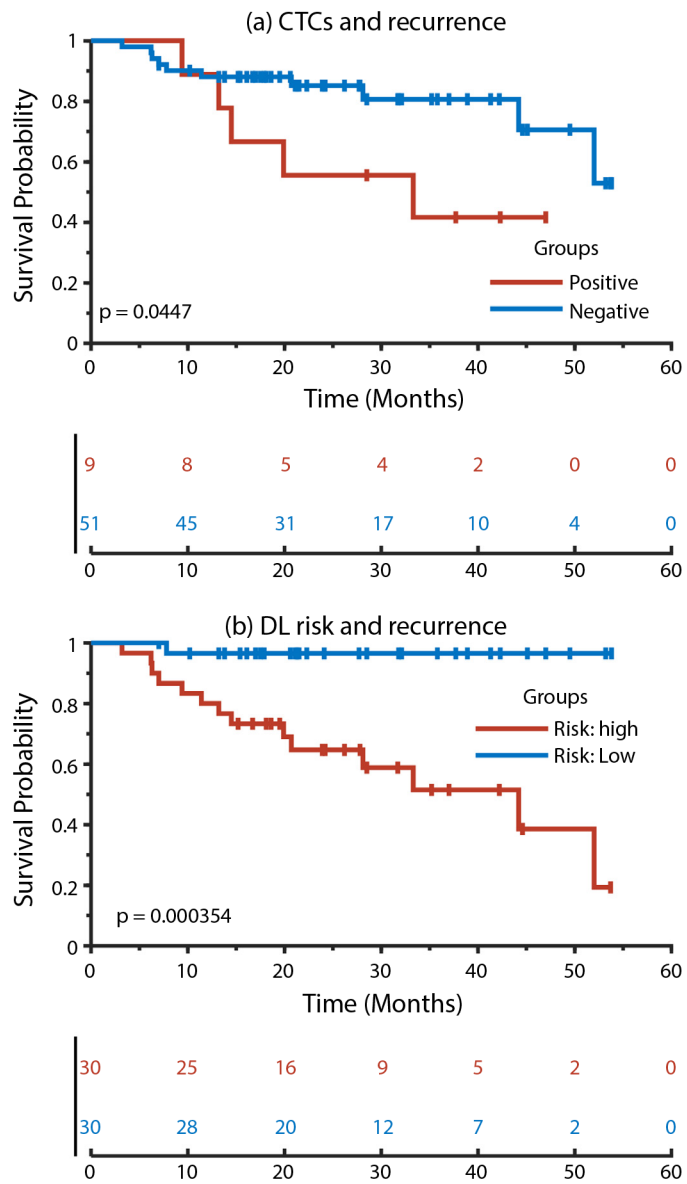 (a) CTCs and recurrence
Survival Probability
1
0.8
0.6
0.4
0.2
0
Groups
Positive
Negative
p = 0.0447
0 10 20 30 40 50 60
Time (Months)
9 8 5 4 2 0 0
51 45 31 17 10 4 0
0 10 20 30 40 50 60
(b) DL risk and recurrence
Survival Probability
1
0.8
0.6
0.4
0.2
0
Groups
Risk: high
Risk: Low
p = 0.000354
0 10 20 30 40 50 60
Time (Months)
30 25 16 9 5 2 0
30 28 20 12 7 2 0
0 10 20 30 40 50 60